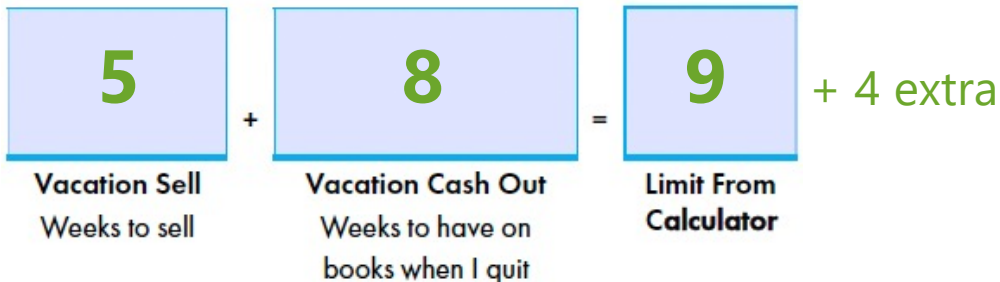 5 + 8 = 9 + 4 extra
Vacation Sell Vacation Cash Out Limit From
Weeks to sell Weeks to have on Calculator
books when I quit